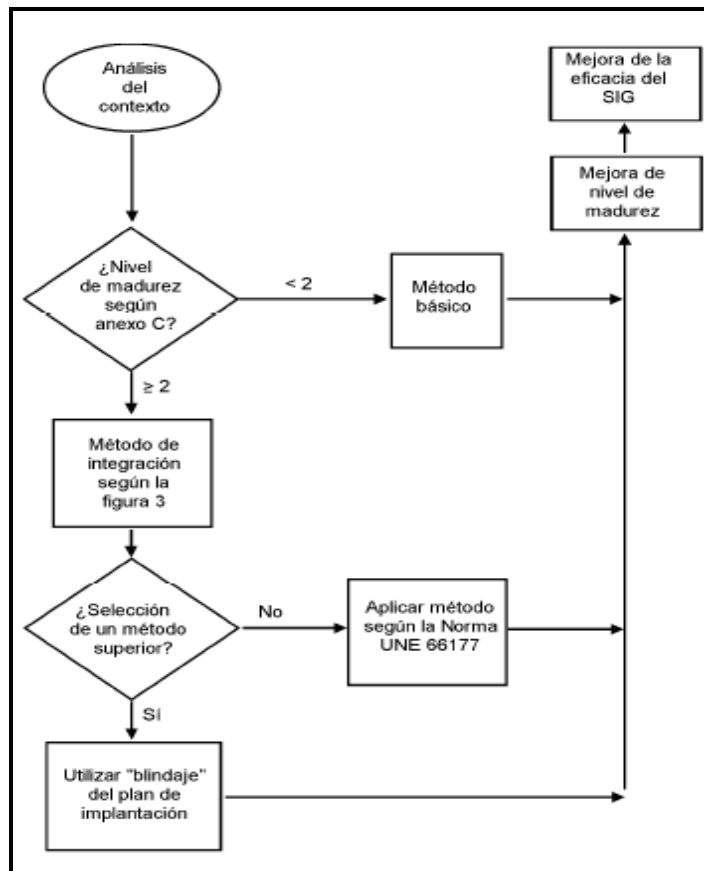 Análisis
del
contexto
Mejora de la
eficacia del
SIG
Mejora de
nivel de
madurez
¿Nivel
de madurez
según
anexo C?
< 2
Método
básico
≥ 2
Método de
integración
según la
figura 3
¿Selección
de un método
superior?
No
Aplicar método
según la Norma
UNE 66177
Sí
Utilizar "blindaje"
del plan de
implantación